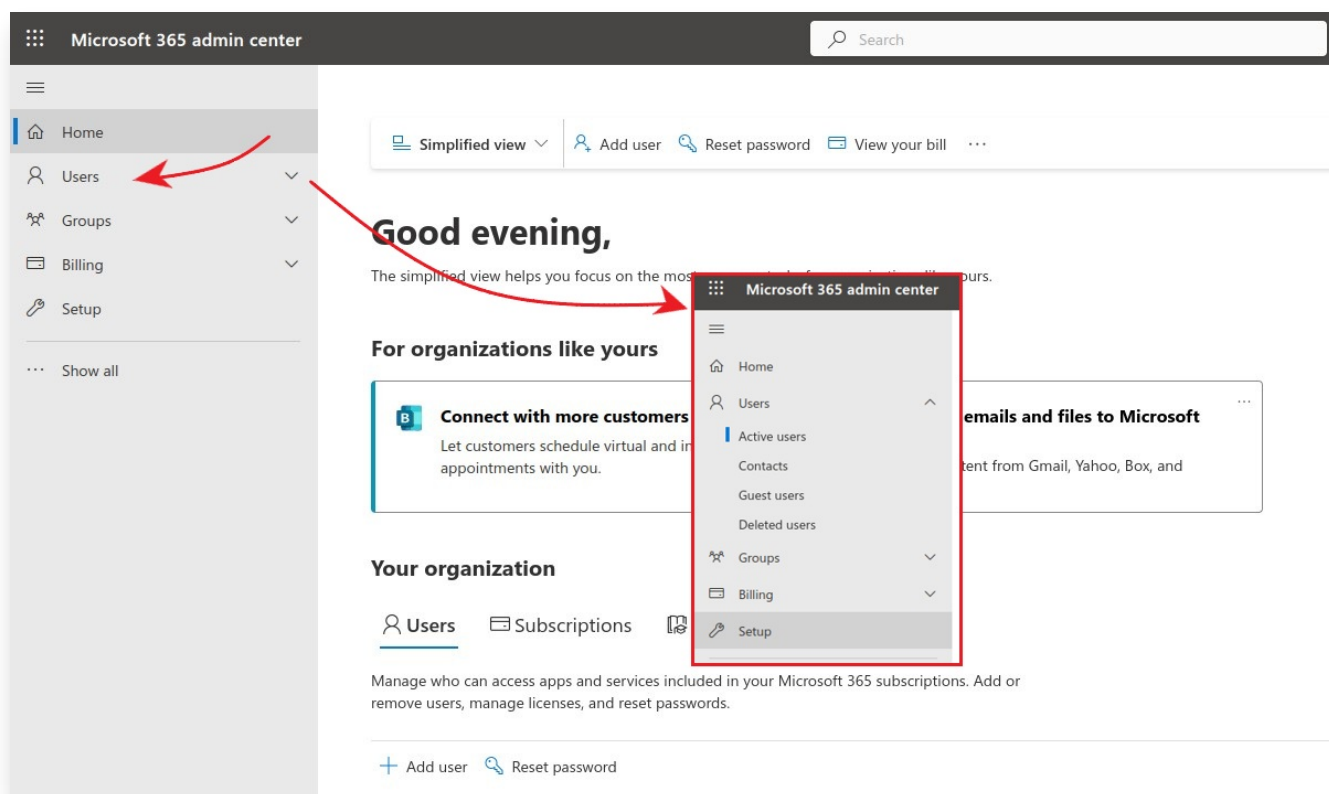 Microsoft 365 admin center
Search
Home
Users
Groups
Billing
Setup
Show all
Simplified view
Add user
Reset password
View your bill
Good evening,
The simplified view helps you focus on the most
ours.
For organizations like yours
B
Connect with more customers
Let customers schedule virtual and in
appointments with you.
emails and files to Microsoft
tent from Gmail, Yahoo, Box, and
Your organization
Users
Subscriptions
Manage who can access apps and services included in your Microsoft 365 subscriptions. Add or
remove users, manage licenses, and reset passwords.
Add user
Reset password
Microsoft 365 admin center
Home
Users
Active users
Contacts
Guest users
Deleted users
Groups
Billing
Setup